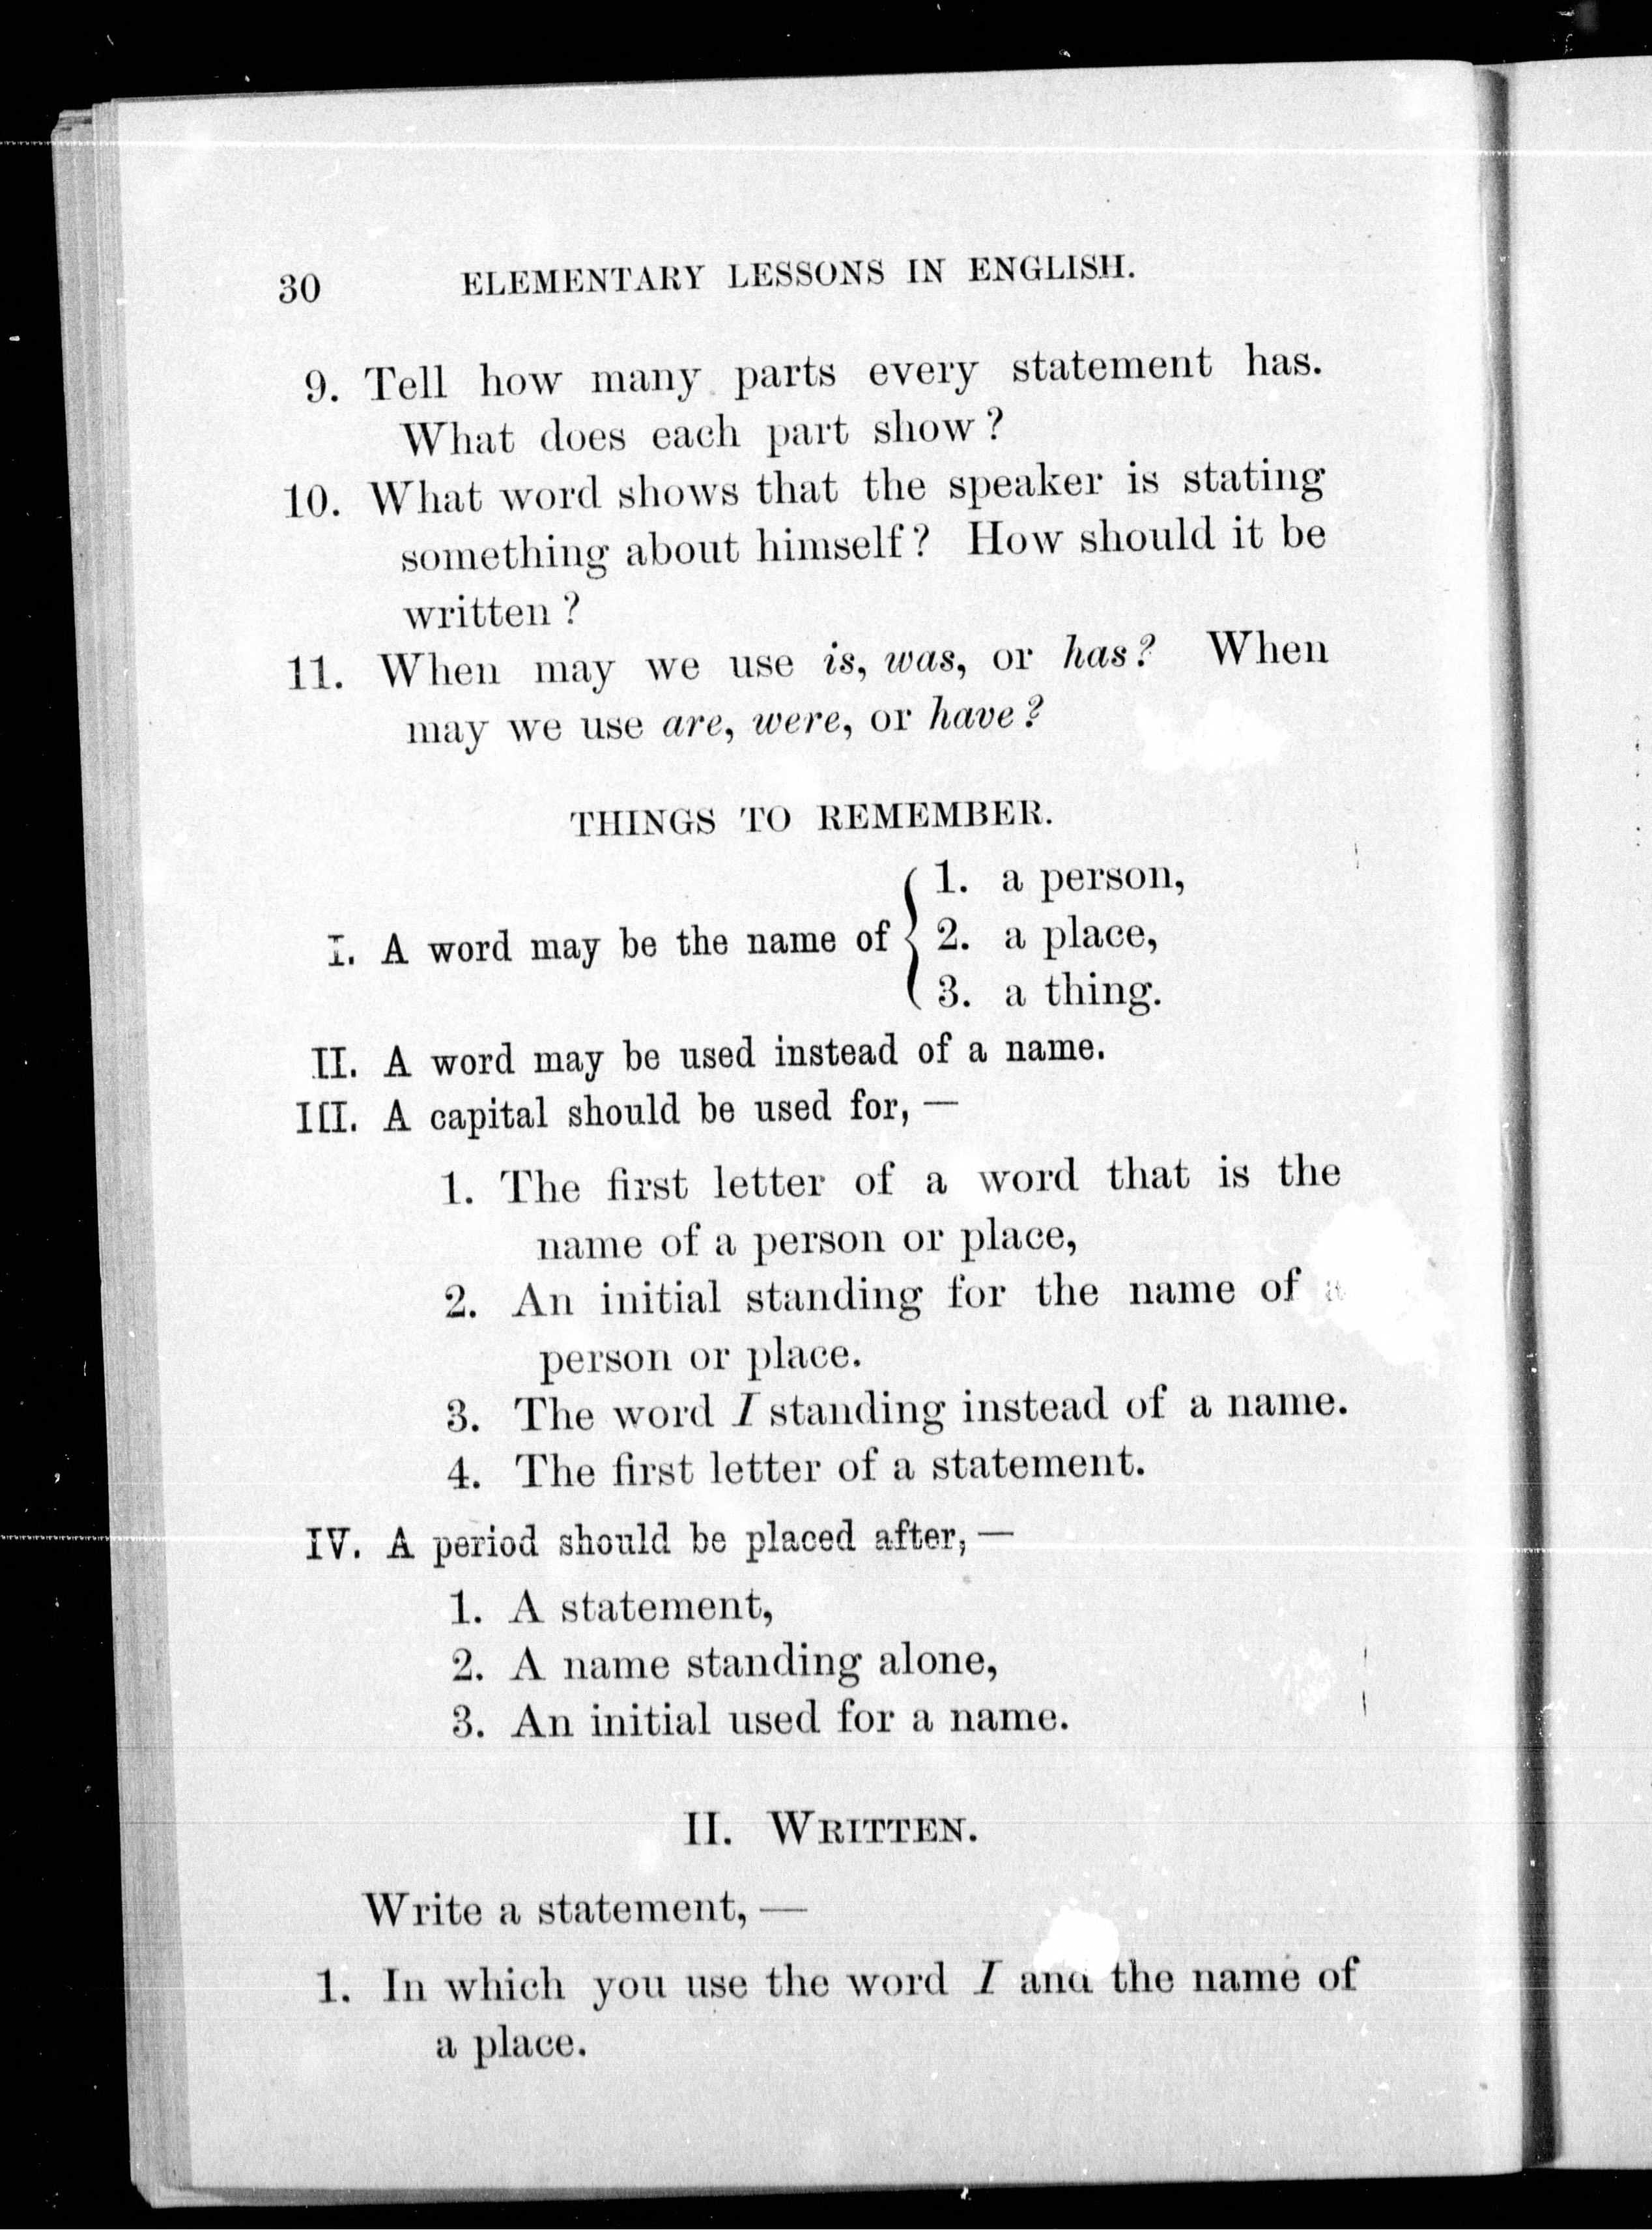 30 ELEMENTARY LESSONS IN ENGLISH.
9. Tell how many parts every statement has.
What does each part show?
10. What word shows that the speaker is stating
something about himself? How should it be
written?
11. When may we use is, was, or has? When
may we use are, were, or have?
THINGS TO REMEMBER.
1. a person,
I. A word may be the name of { 2. a place,
3. a thing.
II. A word may be used instead of a name.
III. A capital should be used for, —
1. The first letter of a word that is the
name of a person or place,
2. An initial standing for the name of a
person or place.
3. The word I standing instead of a name.
4. The first letter of a statement.
IV. A period should be placed after, —
1. A statement,
2. A name standing alone,
3. An initial used for a name.
II. WRITTEN.
Write a statement, —
1. In which you use the word I and the name of
a place.